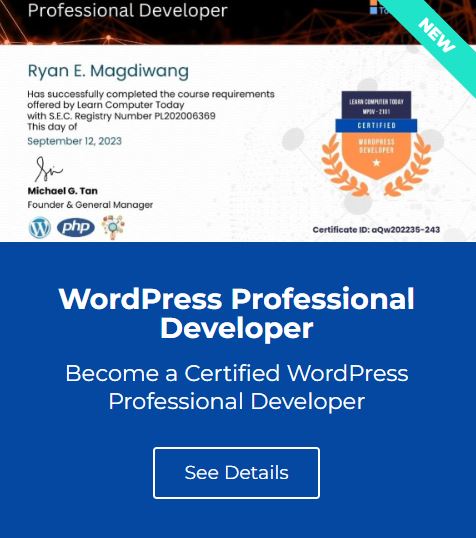 Professional Developer
To
NEW
Ryan E. Magdiwang
Has successfully completed the course requirements
offered by Learn Computer Today
with S.E.C. Registry Number PL202006369
This day of
September 12, 2023
LEARN COMPUTER TODAY
WPDV - 2101
CERTIFIED
WORDPRESS
DEVELOPER
Michael G. Tan
Founder & General Manager
php
Certificate ID: aQw202235-243
WordPress Professional
Developer
Become a Certified WordPress
Professional Developer
See Details